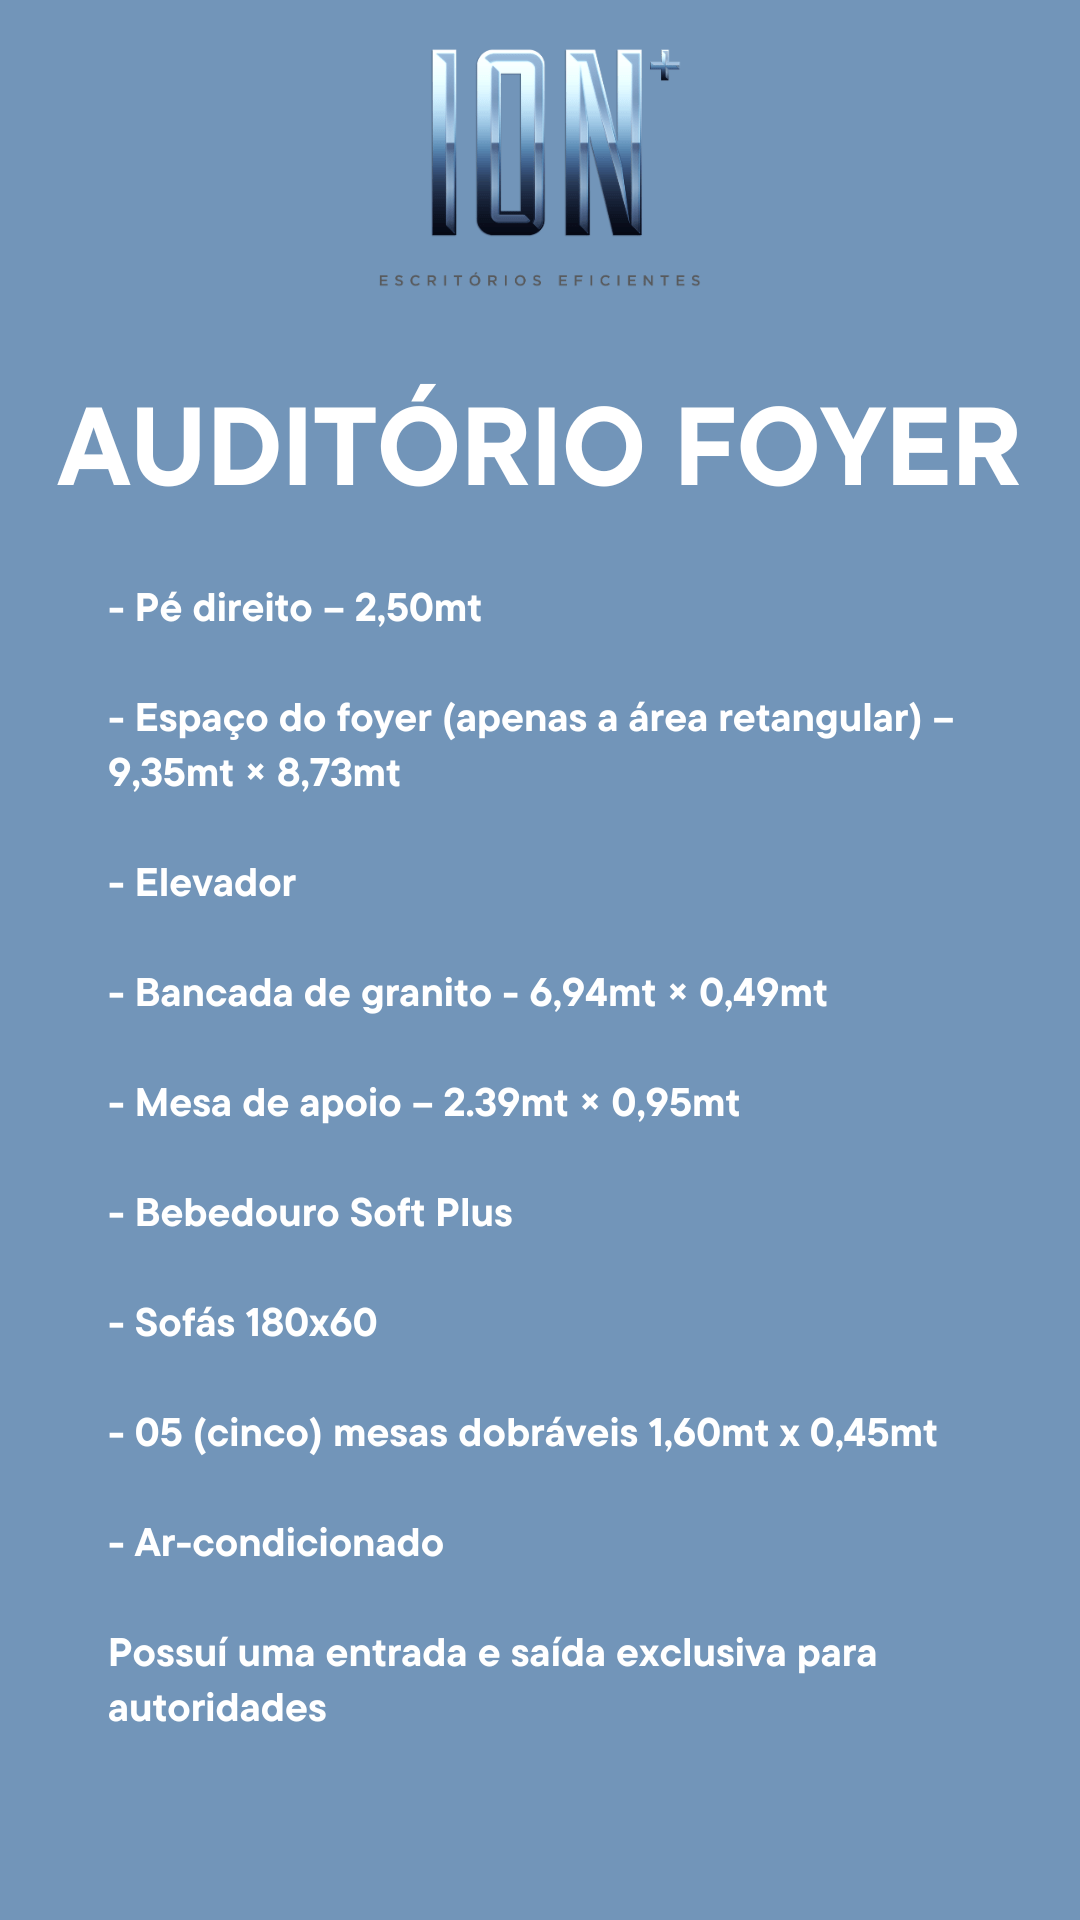 ION+
ESCRITÓRIOS EFICIENTES
AUDITÓRIO FOYER
- Pé direito – 2,50mt
- Espaço do foyer (apenas a área retangular) –
9,35mt × 8,73mt
- Elevador
- Bancada de granito - 6,94mt × 0,49mt
- Mesa de apoio – 2.39mt × 0,95mt
- Bebedouro Soft Plus
- Sofás 180x60
- 05 (cinco) mesas dobráveis 1,60mt x 0,45mt
- Ar-condicionado
Possuí uma entrada e saída exclusiva para
autoridades